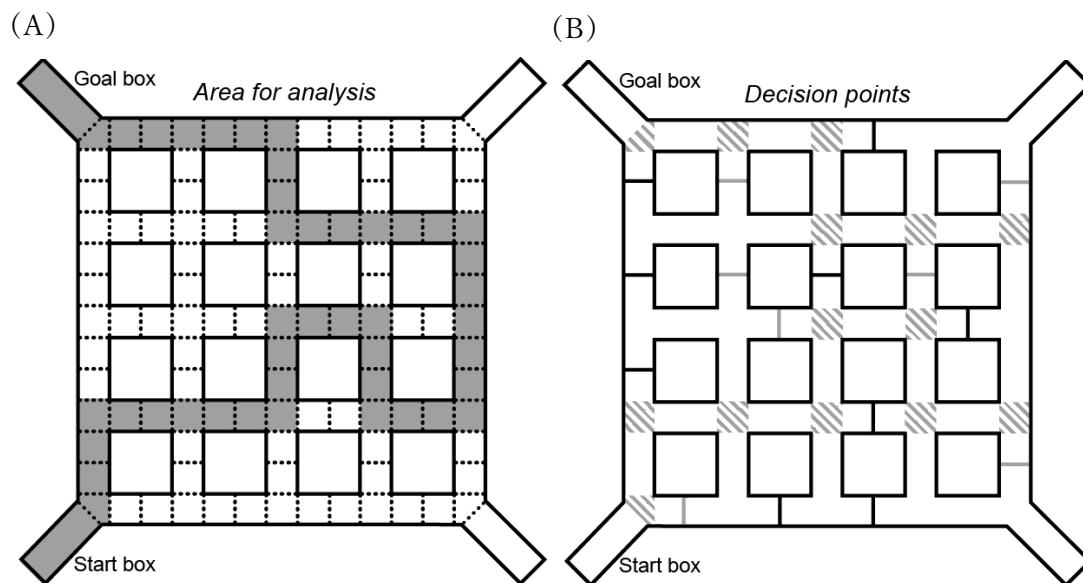 (A)
Goal box
Area for analysis
Start box
(B)
Goal box
Decision points
Start box